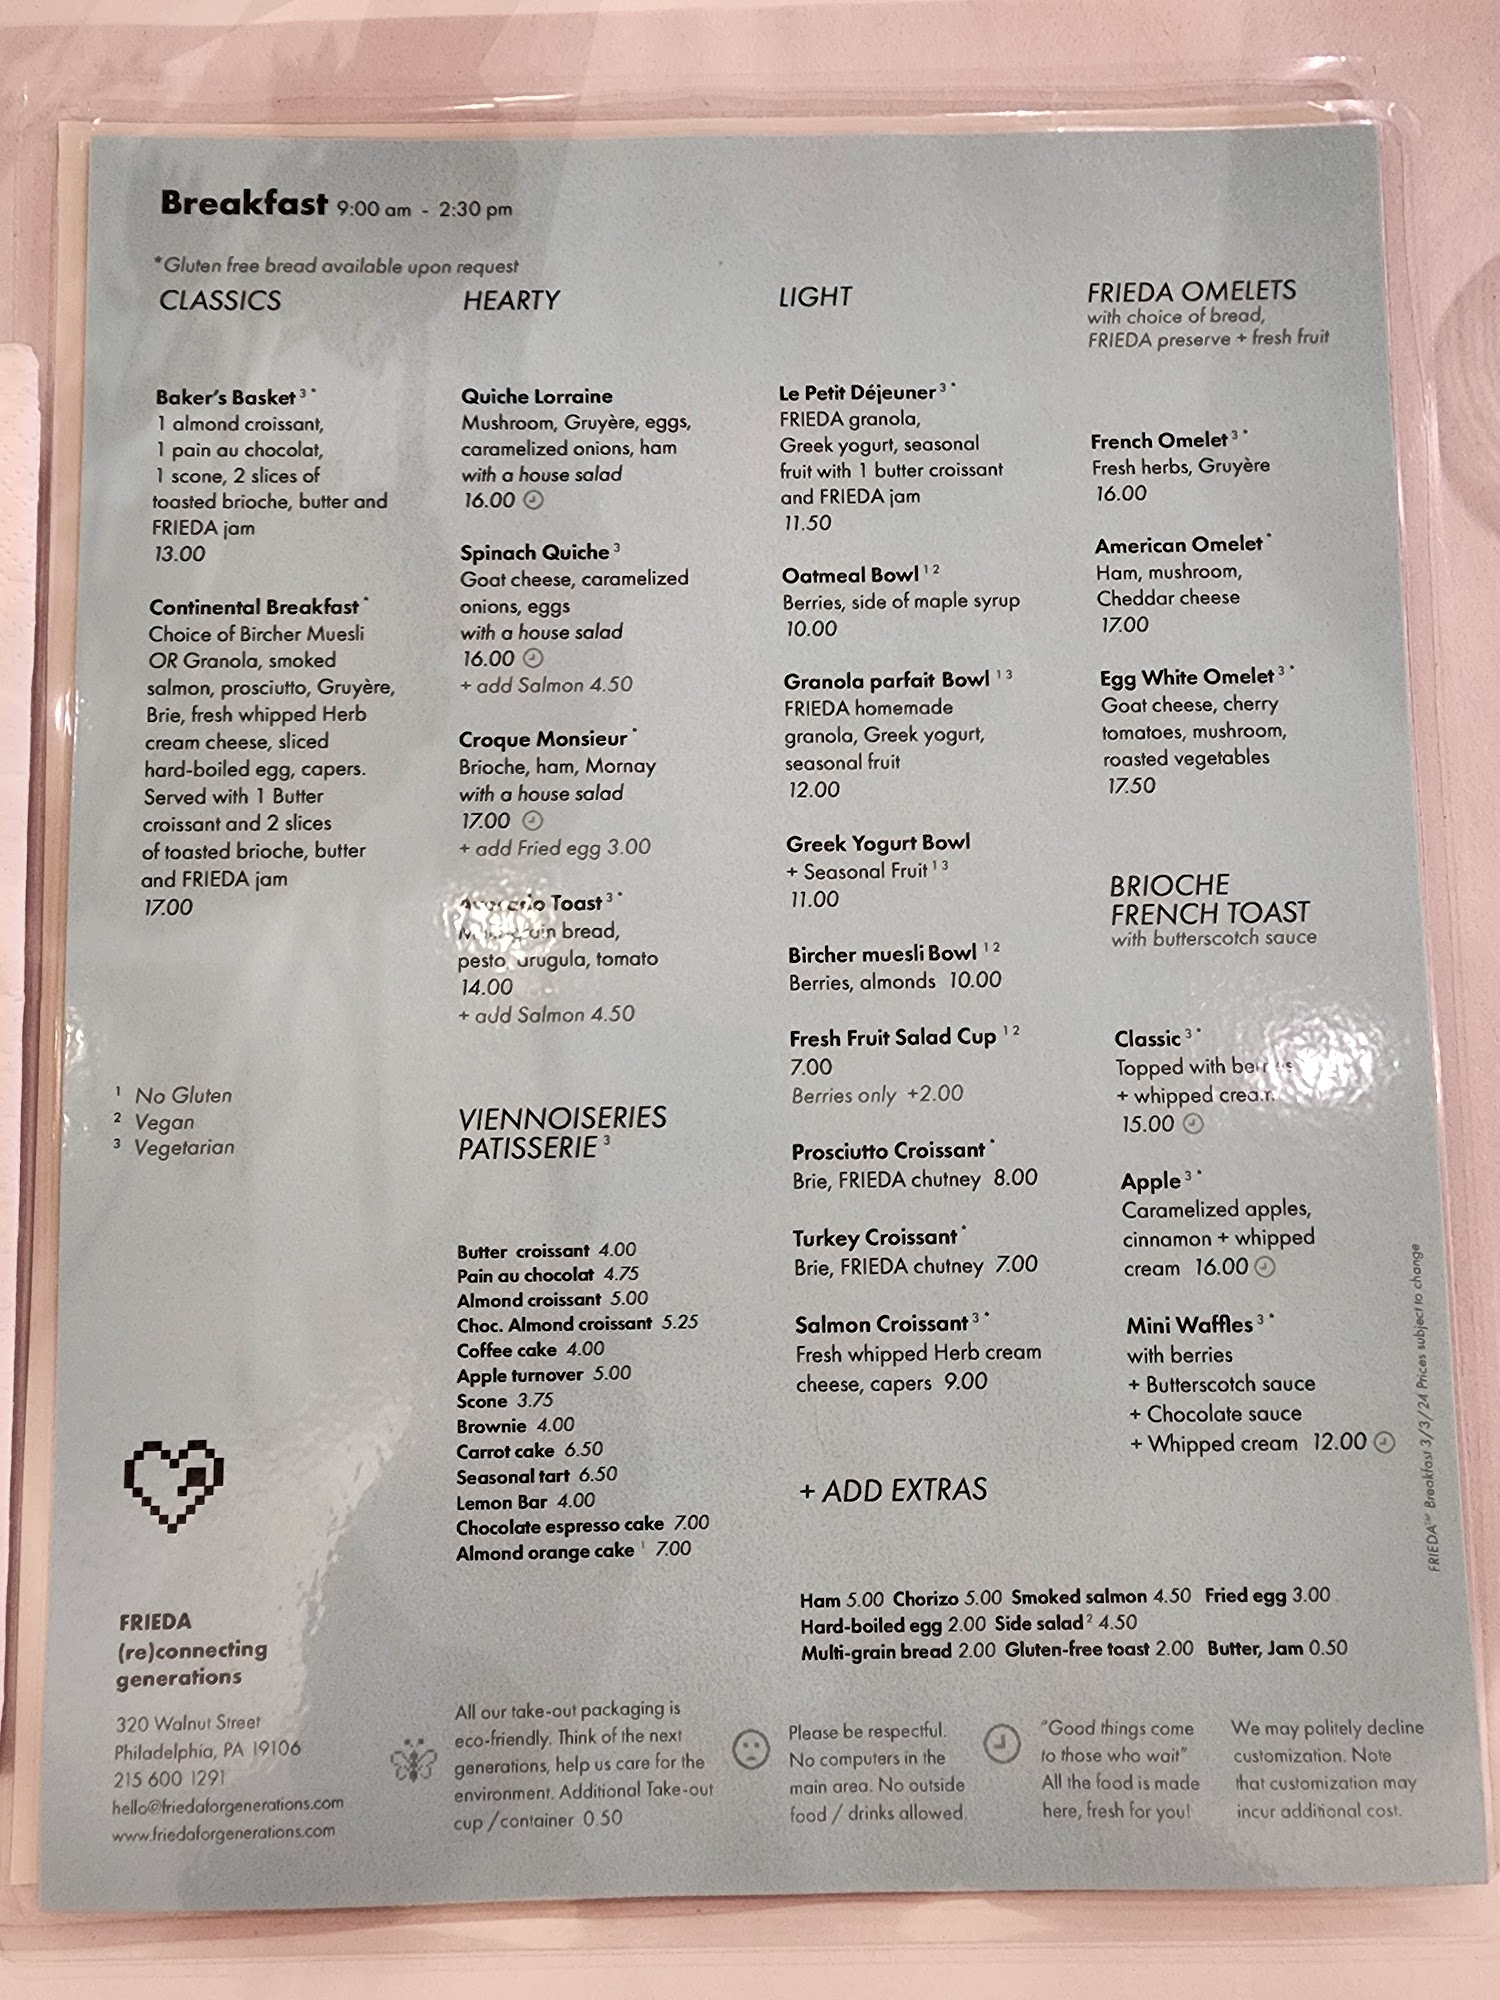 Breakfast 9:00 am - 2:30 pm
*Gluten free bread available upon request
CLASSICS
Baker's Basket 3 *
1 almond croissant,
1 pain au chocolat,
1 scone, 2 slices of
toasted brioche, butter and
FRIEDA jam
13.00
Continental Breakfast *
Choice of Bircher Muesli
OR Granola, smoked
salmon, prosciutto, Gruyère,
Brie, fresh whipped Herb
cream cheese, sliced
hard-boiled egg, capers.
Served with 1 Butter
croissant and 2 slices
of toasted brioche, butter
and FRIEDA jam
17.00
1 No Gluten
2 Vegan
3 Vegetarian
HEARTY
Quiche Lorraine
Mushroom, Gruyère, eggs,
caramelized onions, ham
with a house salad
16.00
Spinach Quiche 3
Goat cheese, caramelized
onions, eggs
with a house salad
16.00
+ add Salmon 4.50
Croque Monsieur *
Brioche, ham, Mornay
with a house salad
17.00
+ add Fried egg 3.00
Avocado Toast 3 *
bread,
pesto, arugula, tomato
14.00
+ add Salmon 4.50
VIENNOISERIES
PATISSERIE 3
Butter croissant 4.00
Pain au chocolat 4.75
Almond croissant 5.00
Choc. Almond croissant 5.25
Coffee cake 4.00
Apple turnover 5.00
Scone 3.75
Brownie 4.00
Carrot cake 6.50
Seasonal tart 6.50
Lemon Bar 4.00
Chocolate espresso cake 7.00
Almond orange cake 1 7.00
LIGHT
Le Petit Déjeuner 3 *
FRIEDA granola,
Greek yogurt, seasonal
fruit with 1 butter croissant
and FRIEDA jam
11.50
Oatmeal Bowl 1 2
Berries, side of maple syrup
10.00
Granola parfait Bowl 1 3
FRIEDA homemade
granola, Greek yogurt,
seasonal fruit
12.00
Greek Yogurt Bowl
+ Seasonal Fruit 1 3
11.00
Bircher muesli Bowl 1 2
Berries, almonds 10.00
Fresh Fruit Salad Cup 1 2
7.00
Berries only +2.00
Prosciutto Croissant *
Brie, FRIEDA chutney 8.00
Turkey Croissant *
Brie, FRIEDA chutney 7.00
Salmon Croissant 3 *
Fresh whipped Herb cream
cheese, capers 9.00
FRIEDA OMELETS
with choice of bread,
FRIEDA preserve + fresh fruit
French Omelet 3 *
Fresh herbs, Gruyère
16.00
American Omelet *
Ham, mushroom,
Cheddar cheese
17.00
Egg White Omelet 3 *
Goat cheese, cherry
tomatoes, mushroom,
roasted vegetables
17.50
BRIOCHE
FRENCH TOAST
with butterscotch sauce
Classic 3 *
Topped with berries
+ whipped cream
15.00
Apple 3 *
Caramelized apples,
cinnamon + whipped
cream 16.00
Mini Waffles 3 *
with berries
+ Butterscotch sauce
+ Chocolate sauce
+ Whipped cream 12.00
+ ADD EXTRAS
Ham 5.00 Chorizo 5.00 Smoked salmon 4.50 Fried egg 3.00
Hard-boiled egg 2.00 Side salad 2 4.50
Multi-grain bread 2.00 Gluten-free toast 2.00 Butter, Jam 0.50
FRIEDA™ Breakfast 3/3/24 Prices subject to change
FRIEDA
(re)connecting
generations
320 Walnut Street
Philadelphia, PA 19106
215 600 1291
hello@friedaforgenerations.com
www.friedaforgenerations.com
All our take-out packaging is
eco-friendly. Think of the next
generations, help us care for the
environment. Additional Take-out
cup / container 0.50
Please be respectful.
No computers in the
main area. No outside
food / drinks allowed.
"Good things come
to those who wait"
All the food is made
here, fresh for you!
We may politely decline
customization. Note
that customization may
incur additional cost.